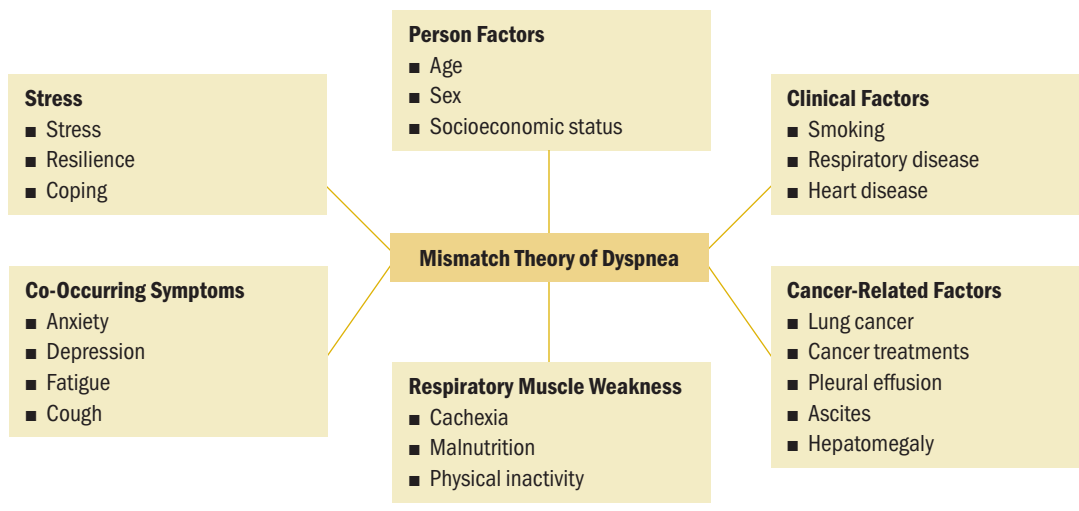 Person Factors
■ Age
■ Sex
■ Socioeconomic status
Stress
■ Stress
■ Resilience
■ Coping
Clinical Factors
■ Smoking
■ Respiratory disease
■ Heart disease
Mismatch Theory of Dyspnea
Co-Occurring Symptoms
■ Anxiety
■ Depression
■ Fatigue
■ Cough
Respiratory Muscle Weakness
■ Cachexia
■ Malnutrition
■ Physical inactivity
Cancer-Related Factors
■ Lung cancer
■ Cancer treatments
■ Pleural effusion
■ Ascites
■ Hepatomegaly